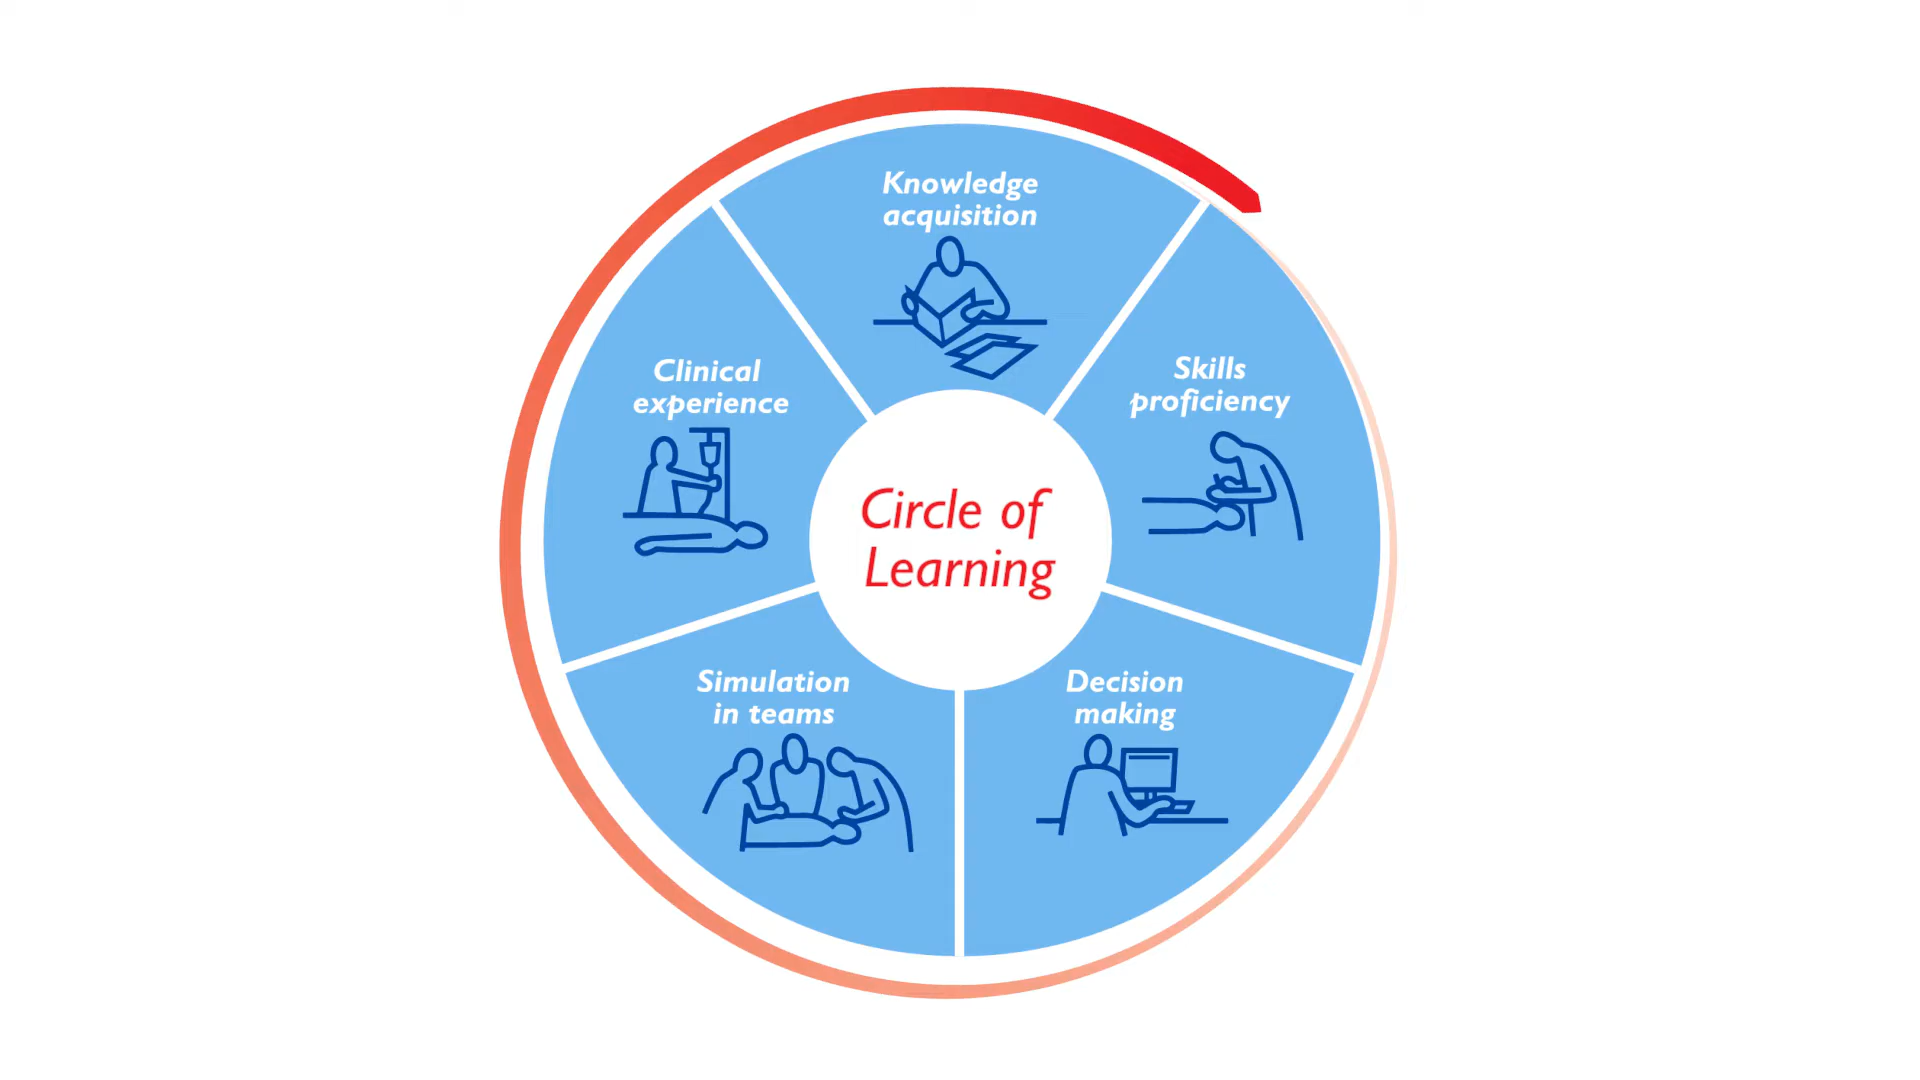 Knowledge
acquisition
Skills
proficiency
Decision
making
Simulation
in teams
Clinical
experience
Circle of
Learning